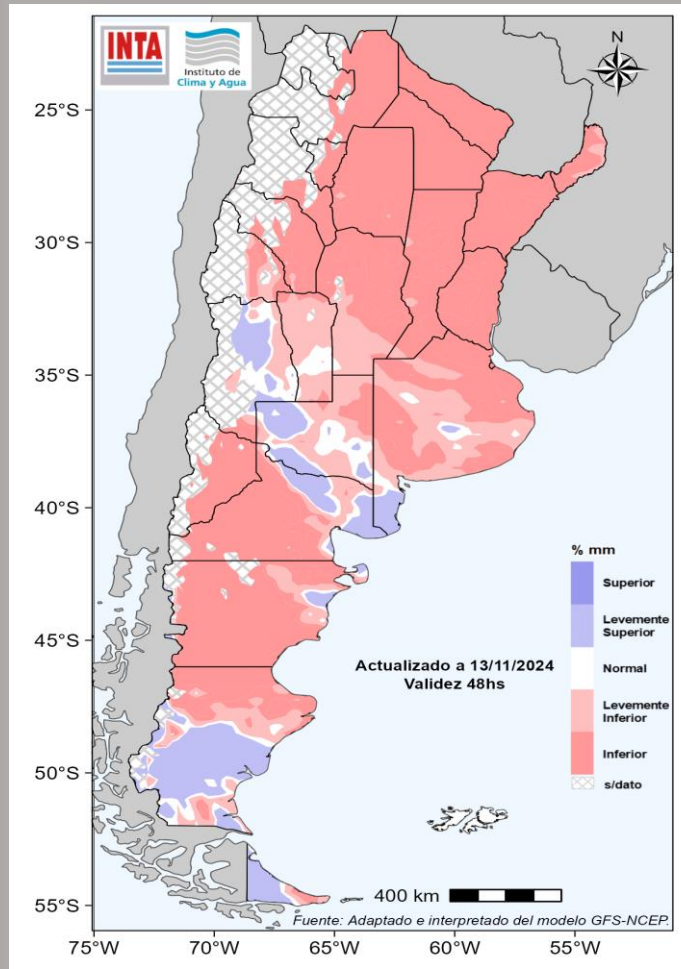 INTA
Instituto de
Clima y Agua
N
25°S
30°S
35°S
40°S
45°S
50°S
55°S
% mm
Superior
Levemente
Superior
Normal
Levemente
Inferior
Inferior
s/dato
Actualizado a 13/11/2024
Validez 48hs
400 km
Fuente: Adaptado e interpretado del modelo GFS-NCEP.
75°W
70°W
65°W
60°W
55°W